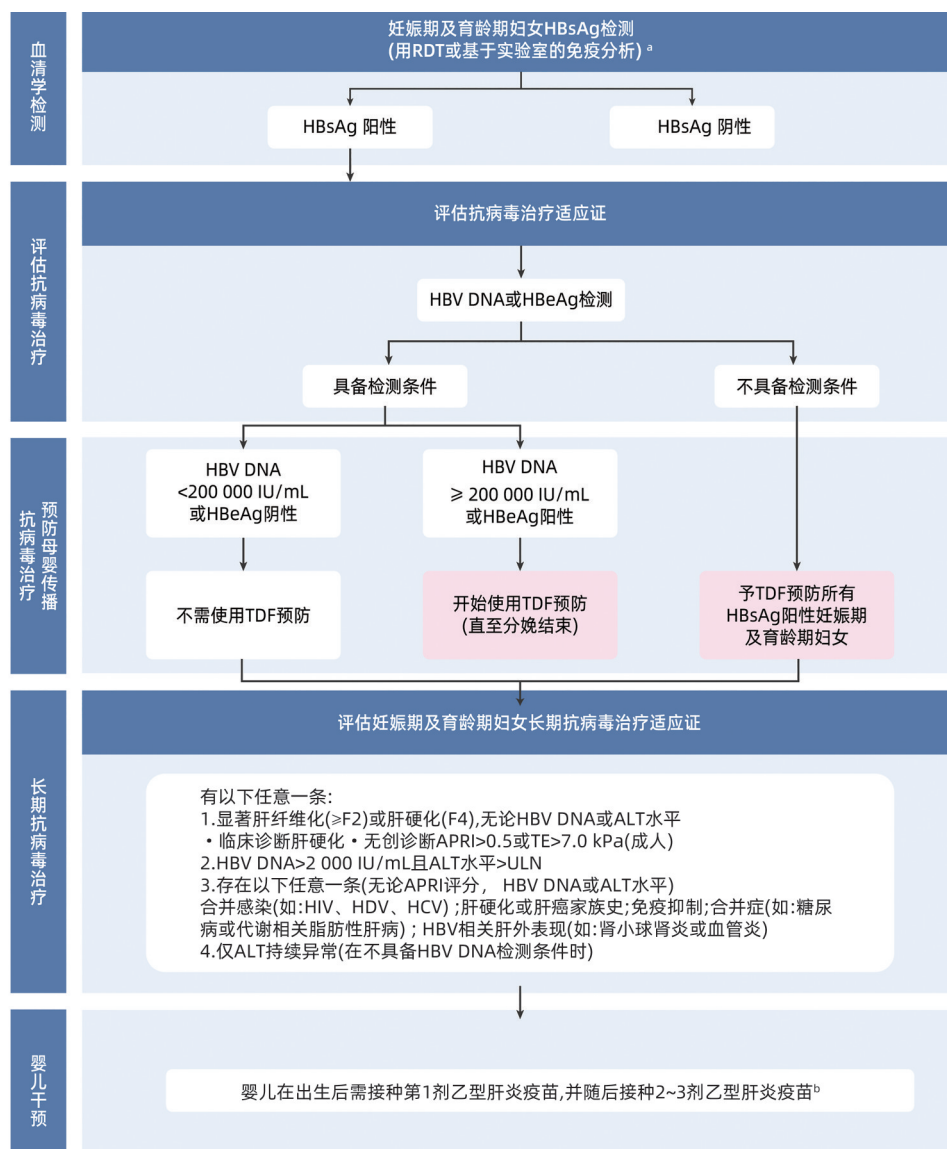 血清学检测
妊娠期及育龄期妇女HBsAg检测
(用RDT或基于实验室的免疫分析) ᵃ
HBsAg 阳性
HBsAg 阴性
评估抗病毒治疗
评估抗病毒治疗适应证
HBV DNA或HBeAg检测
具备检测条件
不具备检测条件
预防母婴传播
抗病毒治疗
HBV DNA
<200 000 IU/mL
或HBeAg阴性
HBV DNA
≥ 200 000 IU/mL
或HBeAg阳性
不需使用TDF预防
开始使用TDF预防
(直至分娩结束)
予TDF预防所有
HBsAg阳性妊娠期
及育龄期妇女
长期抗病毒治疗
评估妊娠期及育龄期妇女长期抗病毒治疗适应证
有以下任意一条:
1.显著肝纤维化(≥F2)或肝硬化(F4),无论HBV DNA或ALT水平
・临床诊断肝硬化・无创诊断APRI>0.5或TE>7.0 kPa(成人)
2.HBV DNA>2 000 IU/mL且ALT水平>ULN
3.存在以下任意一条(无论APRI评分， HBV DNA或ALT水平)
合并感染(如:HIV、HDV、HCV) ;肝硬化或肝癌家族史;免疫抑制;合并症(如:糖尿
病或代谢相关脂肪性肝病) ; HBV相关肝外表现(如:肾小球肾炎或血管炎)
4.仅ALT持续异常(在不具备HBV DNA检测条件时)
婴儿干预
婴儿在出生后需接种第1剂乙型肝炎疫苗,并随后接种2~3剂乙型肝炎疫苗ᵇ